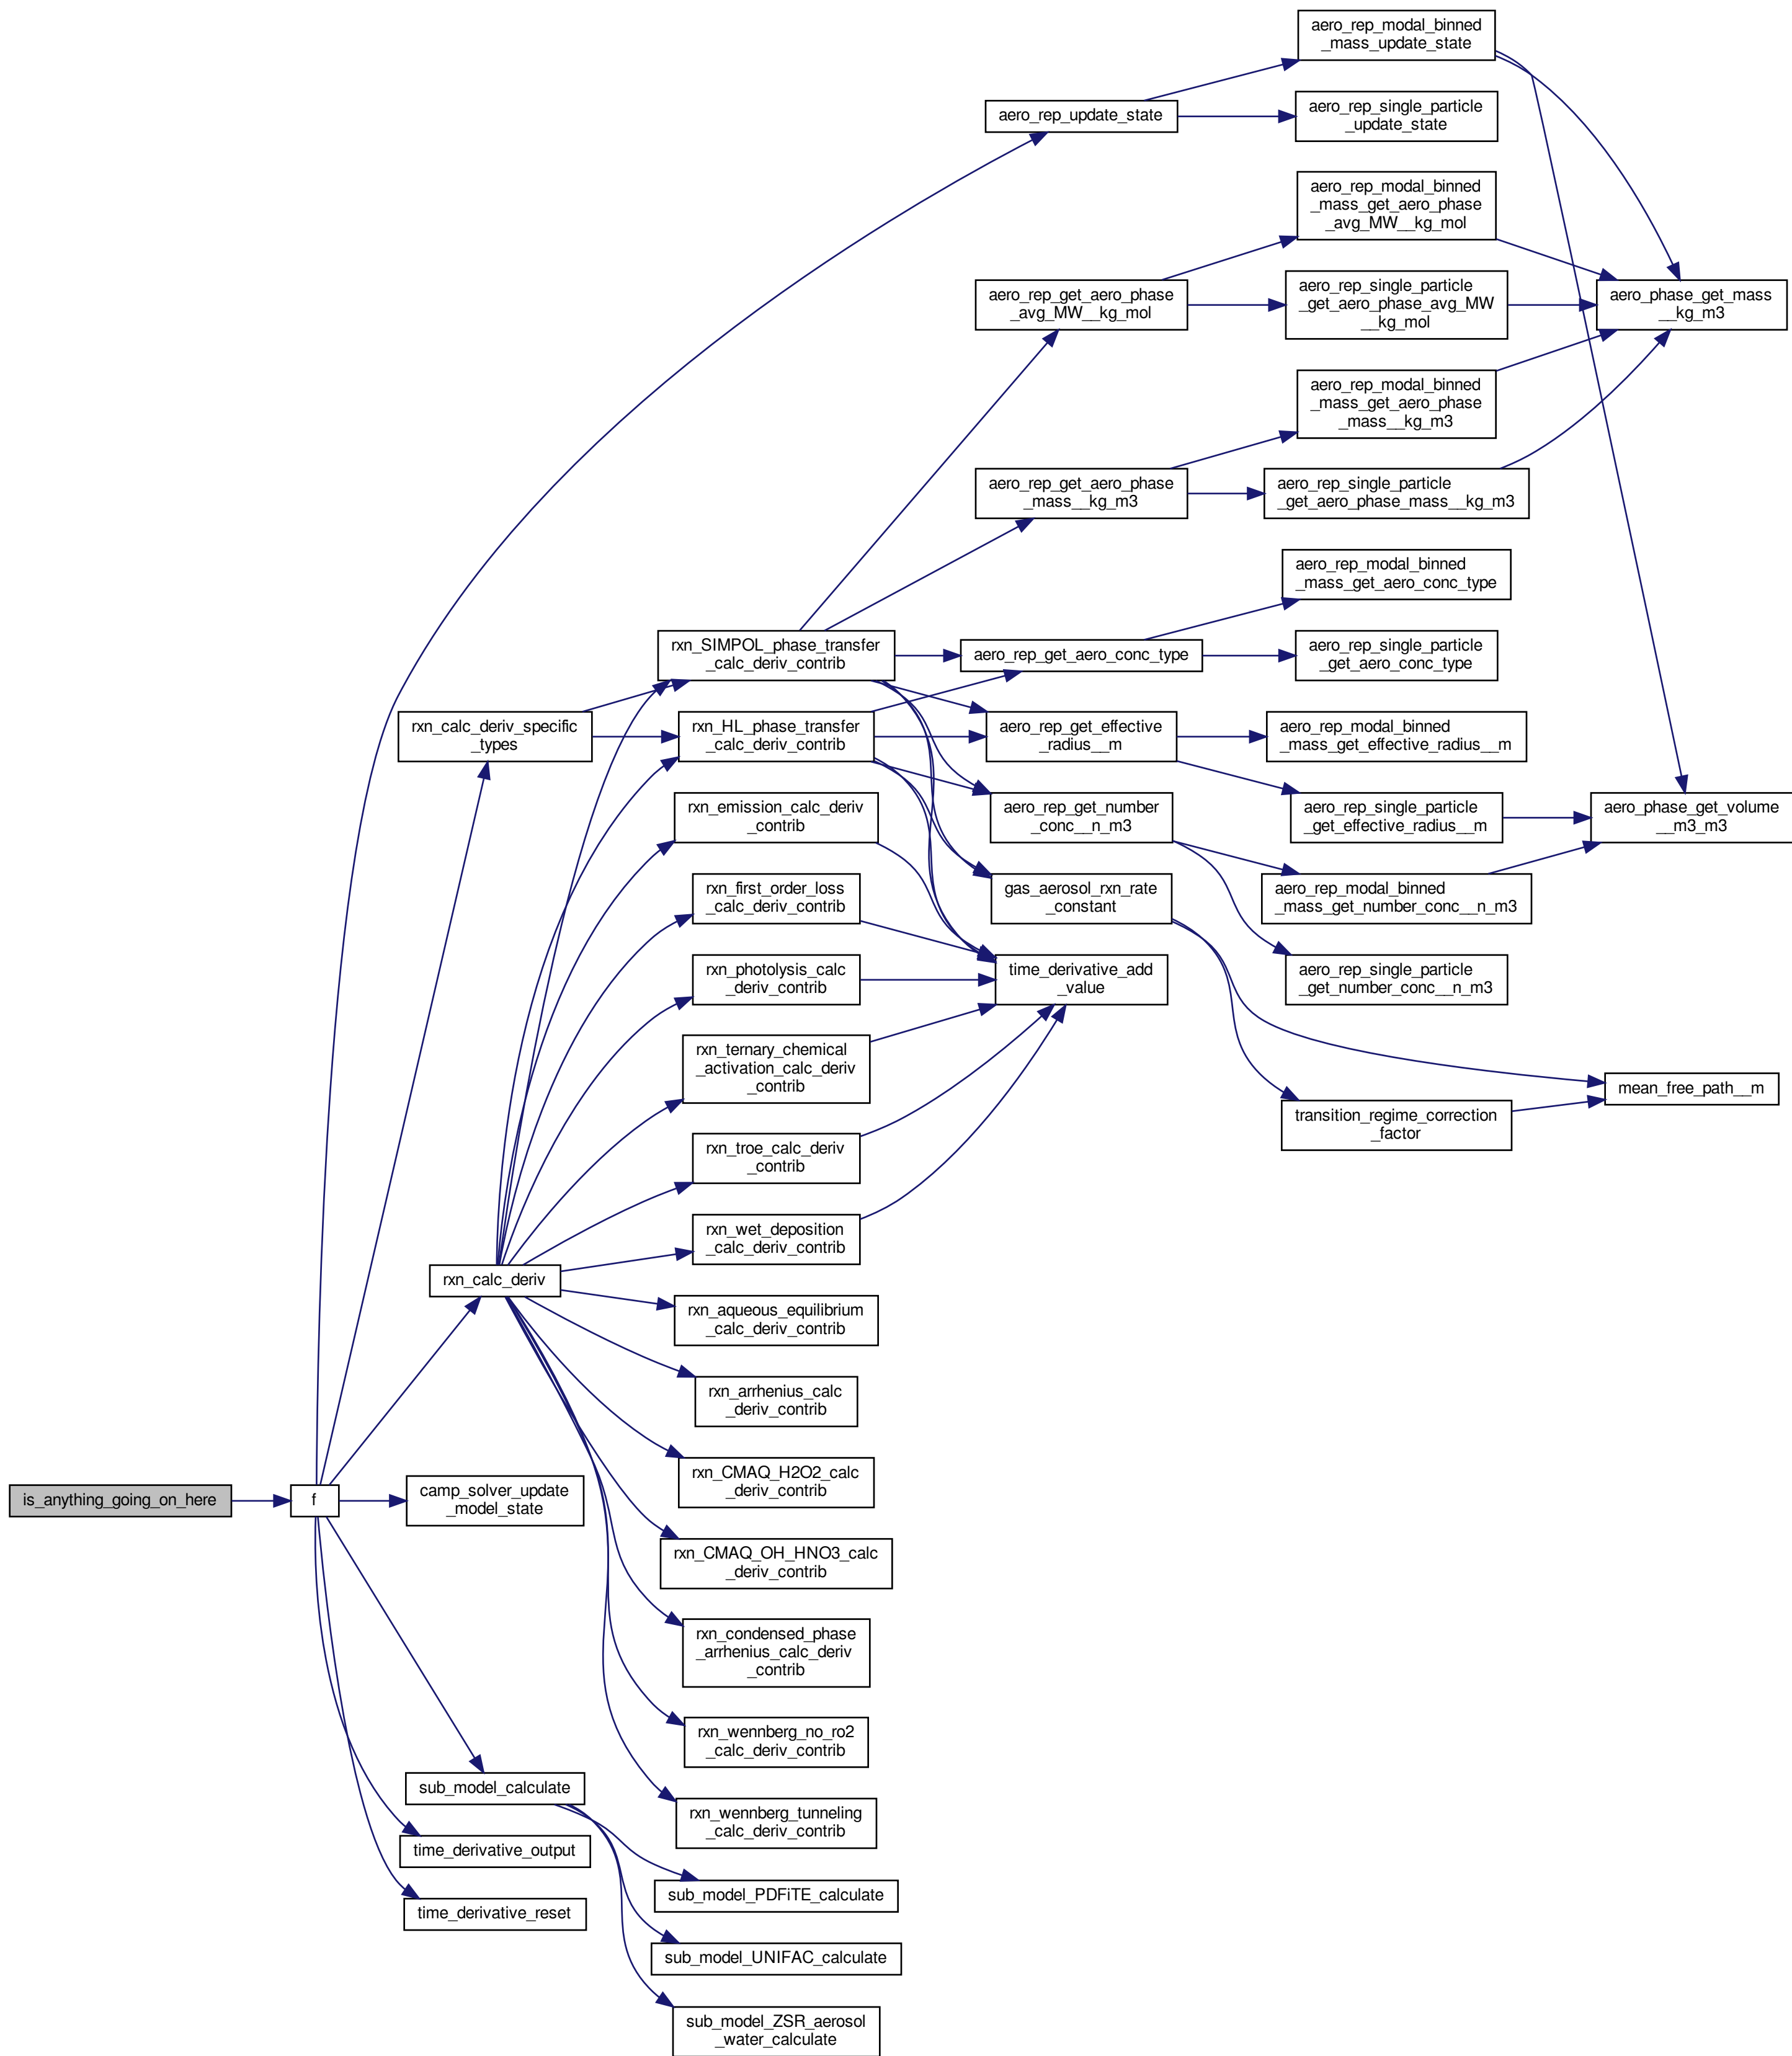 is_anything_going_on_here
f
aero_rep_update_state
rxn_calc_deriv_specific
_types
rxn_calc_deriv
camp_solver_update
_model_state
sub_model_calculate
time_derivative_output
time_derivative_reset
rxn_SIMPOL_phase_transfer
_calc_deriv_contrib
rxn_HL_phase_transfer
_calc_deriv_contrib
rxn_emission_calc_deriv
_contrib
rxn_first_order_loss
_calc_deriv_contrib
rxn_photolysis_calc
_deriv_contrib
rxn_ternary_chemical
_activation_calc_deriv
_contrib
rxn_troe_calc_deriv
_contrib
rxn_wet_deposition
_calc_deriv_contrib
rxn_aqueous_equilibrium
_calc_deriv_contrib
rxn_arrhenius_calc
_deriv_contrib
rxn_CMAQ_H2O2_calc
_deriv_contrib
rxn_CMAQ_OH_HNO3_calc
_deriv_contrib
rxn_condensed_phase
_arrhenius_calc_deriv
_contrib
rxn_wennberg_no_ro2
_calc_deriv_contrib
rxn_wennberg_tunneling
_calc_deriv_contrib
sub_model_PDFiTE_calculate
sub_model_UNIFAC_calculate
sub_model_ZSR_aerosol
_water_calculate
aero_rep_get_aero_phase
_avg_MW__kg_mol
aero_rep_get_aero_phase
_mass__kg_m3
aero_rep_get_aero_conc_type
aero_rep_get_effective
_radius__m
aero_rep_get_number
_conc__n_m3
gas_aerosol_rxn_rate
_constant
time_derivative_add
_value
aero_rep_modal_binned
_mass_update_state
aero_rep_single_particle
_update_state
aero_rep_modal_binned
_mass_get_aero_phase
_avg_MW__kg_mol
aero_rep_single_particle
_get_aero_phase_avg_MW
__kg_mol
aero_rep_modal_binned
_mass_get_aero_phase
_mass__kg_m3
aero_rep_single_particle
_get_aero_phase_mass__kg_m3
aero_rep_modal_binned
_mass_get_aero_conc_type
aero_rep_single_particle
_get_aero_conc_type
aero_rep_modal_binned
_mass_get_effective_radius__m
aero_rep_single_particle
_get_effective_radius__m
aero_rep_modal_binned
_mass_get_number_conc__n_m3
aero_rep_single_particle
_get_number_conc__n_m3
transition_regime_correction
_factor
aero_phase_get_mass
__kg_m3
aero_phase_get_volume
__m3_m3
mean_free_path__m